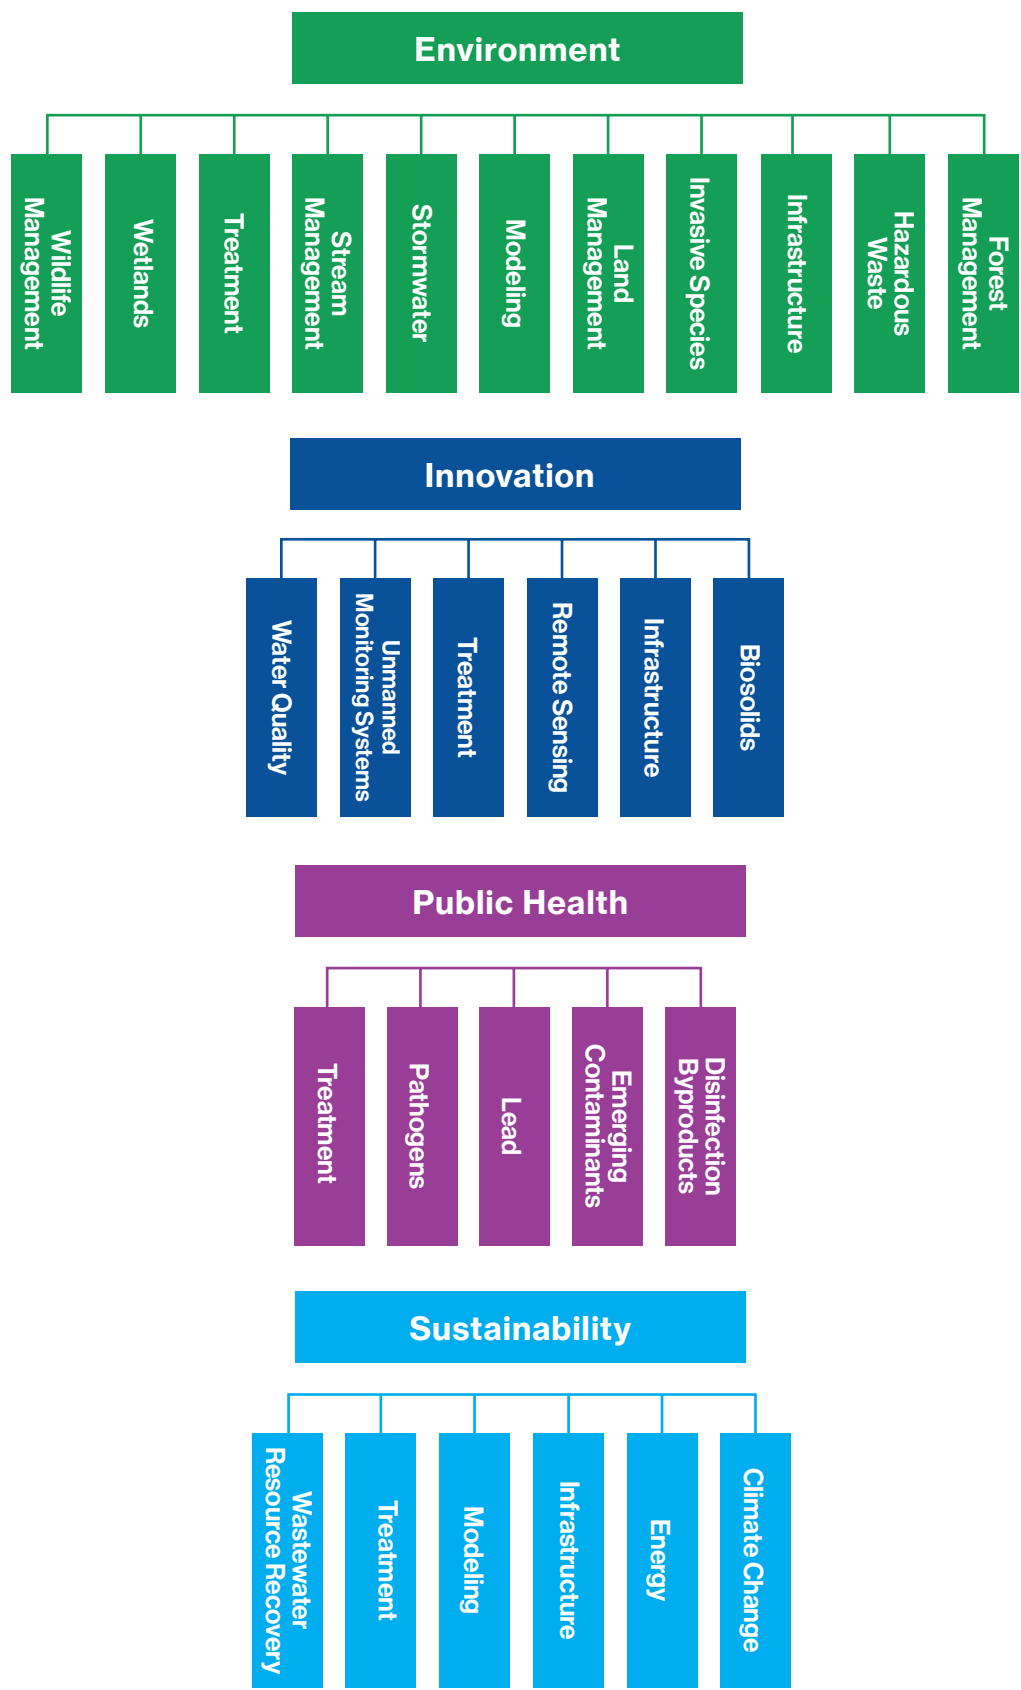 Environment
Wildlife
Management
Wetlands
Treatment
Stream
Management
Stormwater
Modeling
Land
Management
Invasive Species
Infrastructure
Hazardous
Waste
Forest
Management
Innovation
Water Quality
Unmanned
Monitoring Systems
Treatment
Remote Sensing
Infrastructure
Biosolids
Public Health
Treatment
Pathogens
Lead
Emerging
Contaminants
Disinfection
Byproducts
Sustainability
Wastewater
Resource Recovery
Treatment
Modeling
Infrastructure
Energy
Climate Change